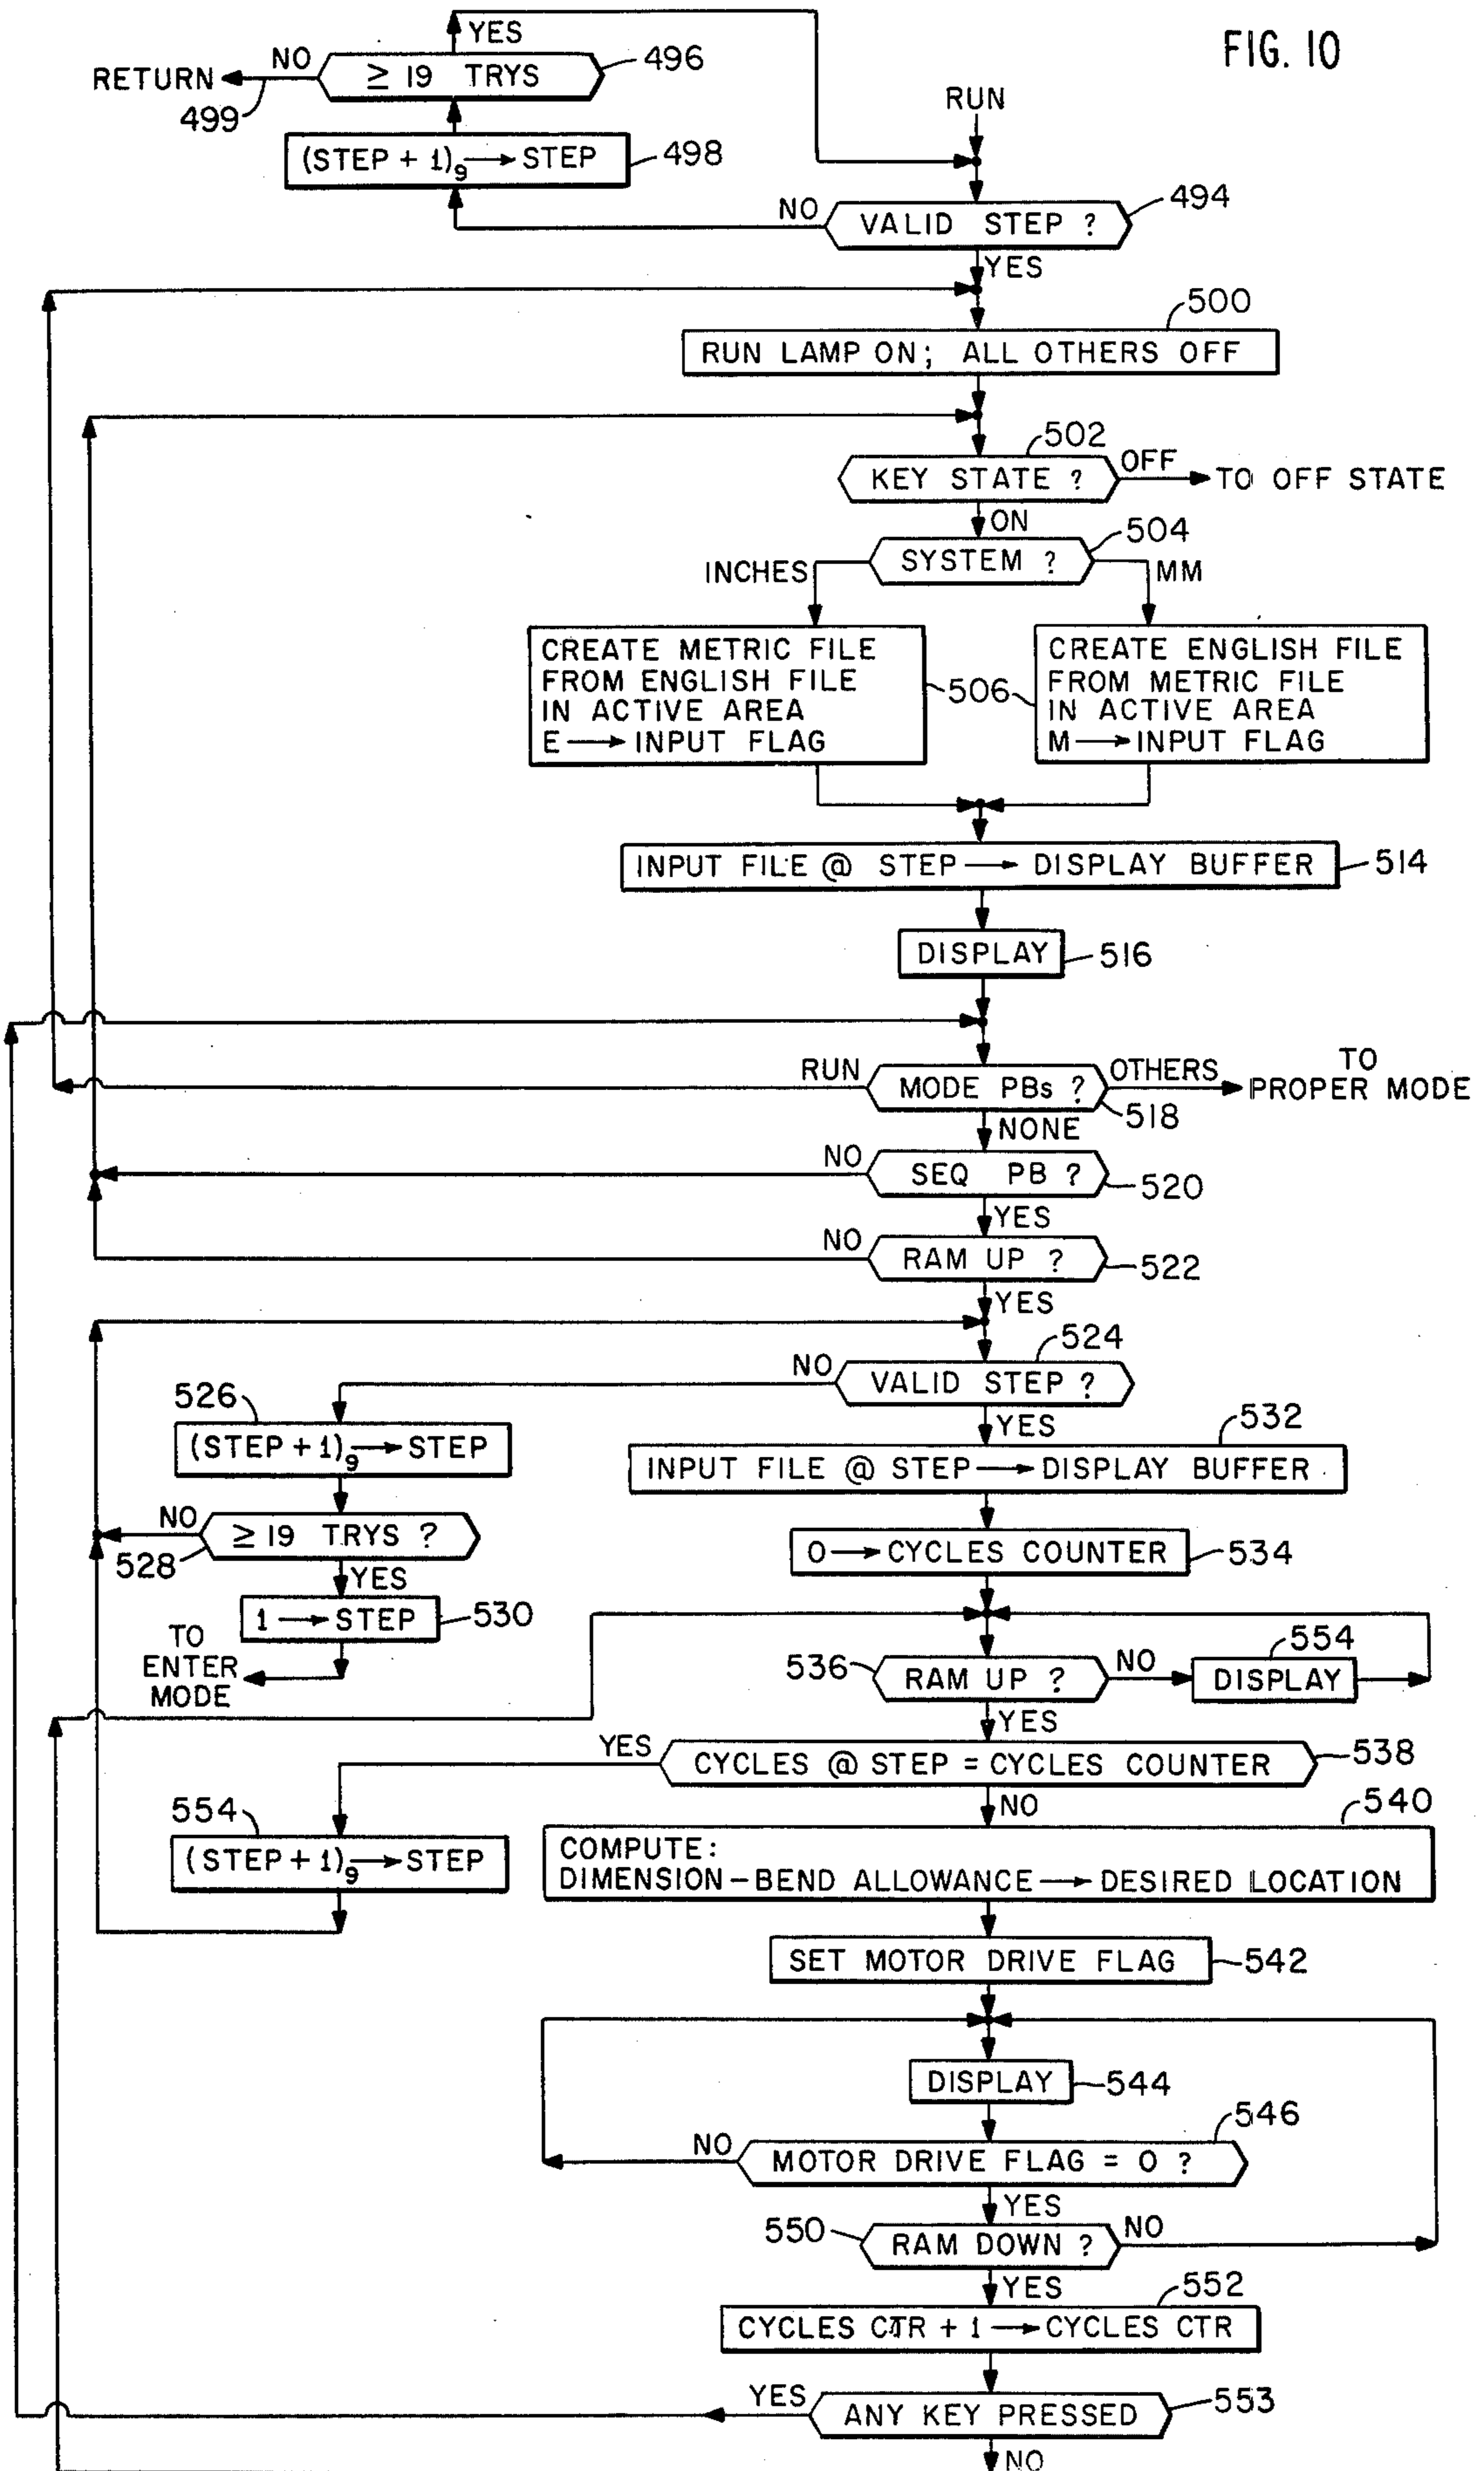 FIG. 10
YES
NO
RETURN
≥ 19 TRYS
496
499
RUN
(STEP + 1)9 → STEP
498
NO
VALID STEP ?
494
YES
500
RUN LAMP ON; ALL OTHERS OFF
502
KEY STATE ?
OFF
TO OFF STATE
ON
504
SYSTEM ?
INCHES
MM
CREATE METRIC FILE
FROM ENGLISH FILE
IN ACTIVE AREA
E → INPUT FLAG
506
CREATE ENGLISH FILE
FROM METRIC FILE
IN ACTIVE AREA
M → INPUT FLAG
INPUT FILE @ STEP → DISPLAY BUFFER
514
DISPLAY
516
RUN
MODE PBs ?
OTHERS
TO
PROPER MODE
518
NONE
NO
SEQ PB ?
520
YES
NO
RAM UP ?
522
YES
524
NO
VALID STEP ?
526
YES
532
(STEP + 1)9 → STEP
INPUT FILE @ STEP → DISPLAY BUFFER
NO
≥ 19 TRYS ?
528
0 → CYCLES COUNTER
534
YES
1 → STEP
530
TO
ENTER
MODE
536
RAM UP ?
NO
554
DISPLAY
YES
YES
CYCLES @ STEP = CYCLES COUNTER
538
NO
540
554
(STEP + 1)9 → STEP
COMPUTE:
DIMENSION – BEND ALLOWANCE → DESIRED LOCATION
SET MOTOR DRIVE FLAG
542
DISPLAY
544
546
NO
MOTOR DRIVE FLAG = 0 ?
YES
550
RAM DOWN ?
NO
YES
552
CYCLES CTR + 1 → CYCLES CTR
YES
ANY KEY PRESSED
553
NO